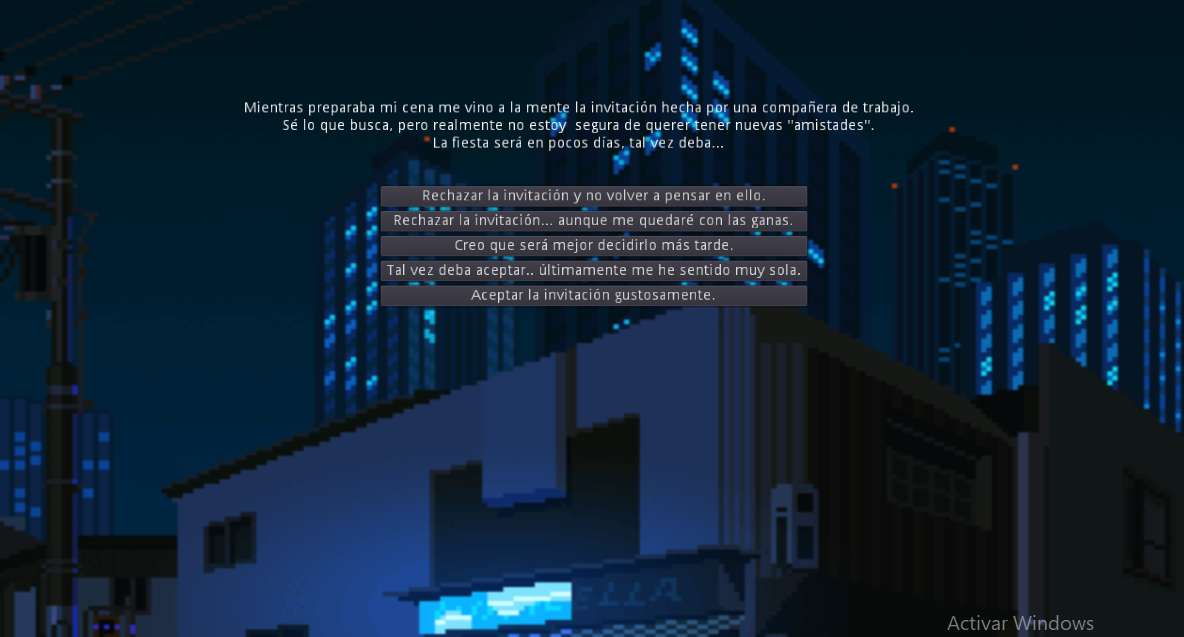 Mientras preparaba mi cena me vino a la mente la invitación hecha por una compañera de trabajo.
Sé lo que busca, pero realmente no estoy  segura de querer tener nuevas "amistades".
La fiesta será en pocos días, tal vez deba...
Rechazar la invitación y no volver a pensar en ello.
Rechazar la invitación... aunque me quedaré con las ganas.
Creo que será mejor decidirlo más tarde.
Tal vez deba aceptar.. últimamente me he sentido muy sola.
Aceptar la invitación gustosamente.
Activar Windows